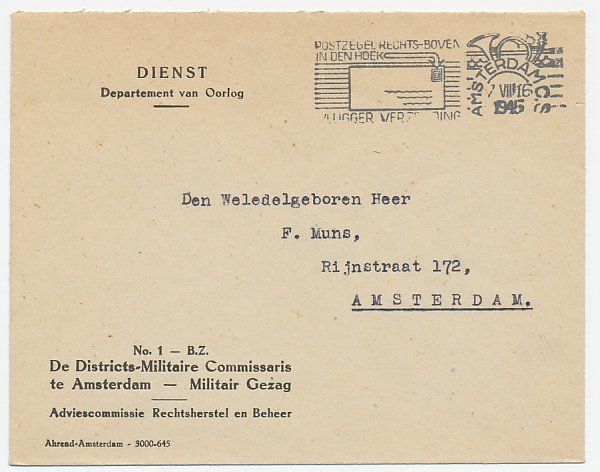 POSTZEGEL RECHTS-BOVEN
IN DEN HOEK
VLUGGER VERZENDING
AMSTERDAM
7 VIII 16
1945
DIENST
Departement van Oorlog
Den Weledelgeboren Heer
F. Muns,
Rijnstraat 172,
AMSTERDAM.
No. 1 — B.Z.
De Districts-Militaire Commissaris
te Amsterdam — Militair Gezag
Adviescommissie Rechtsherstel en Beheer
Ahrend-Amsterdam - 3000-645